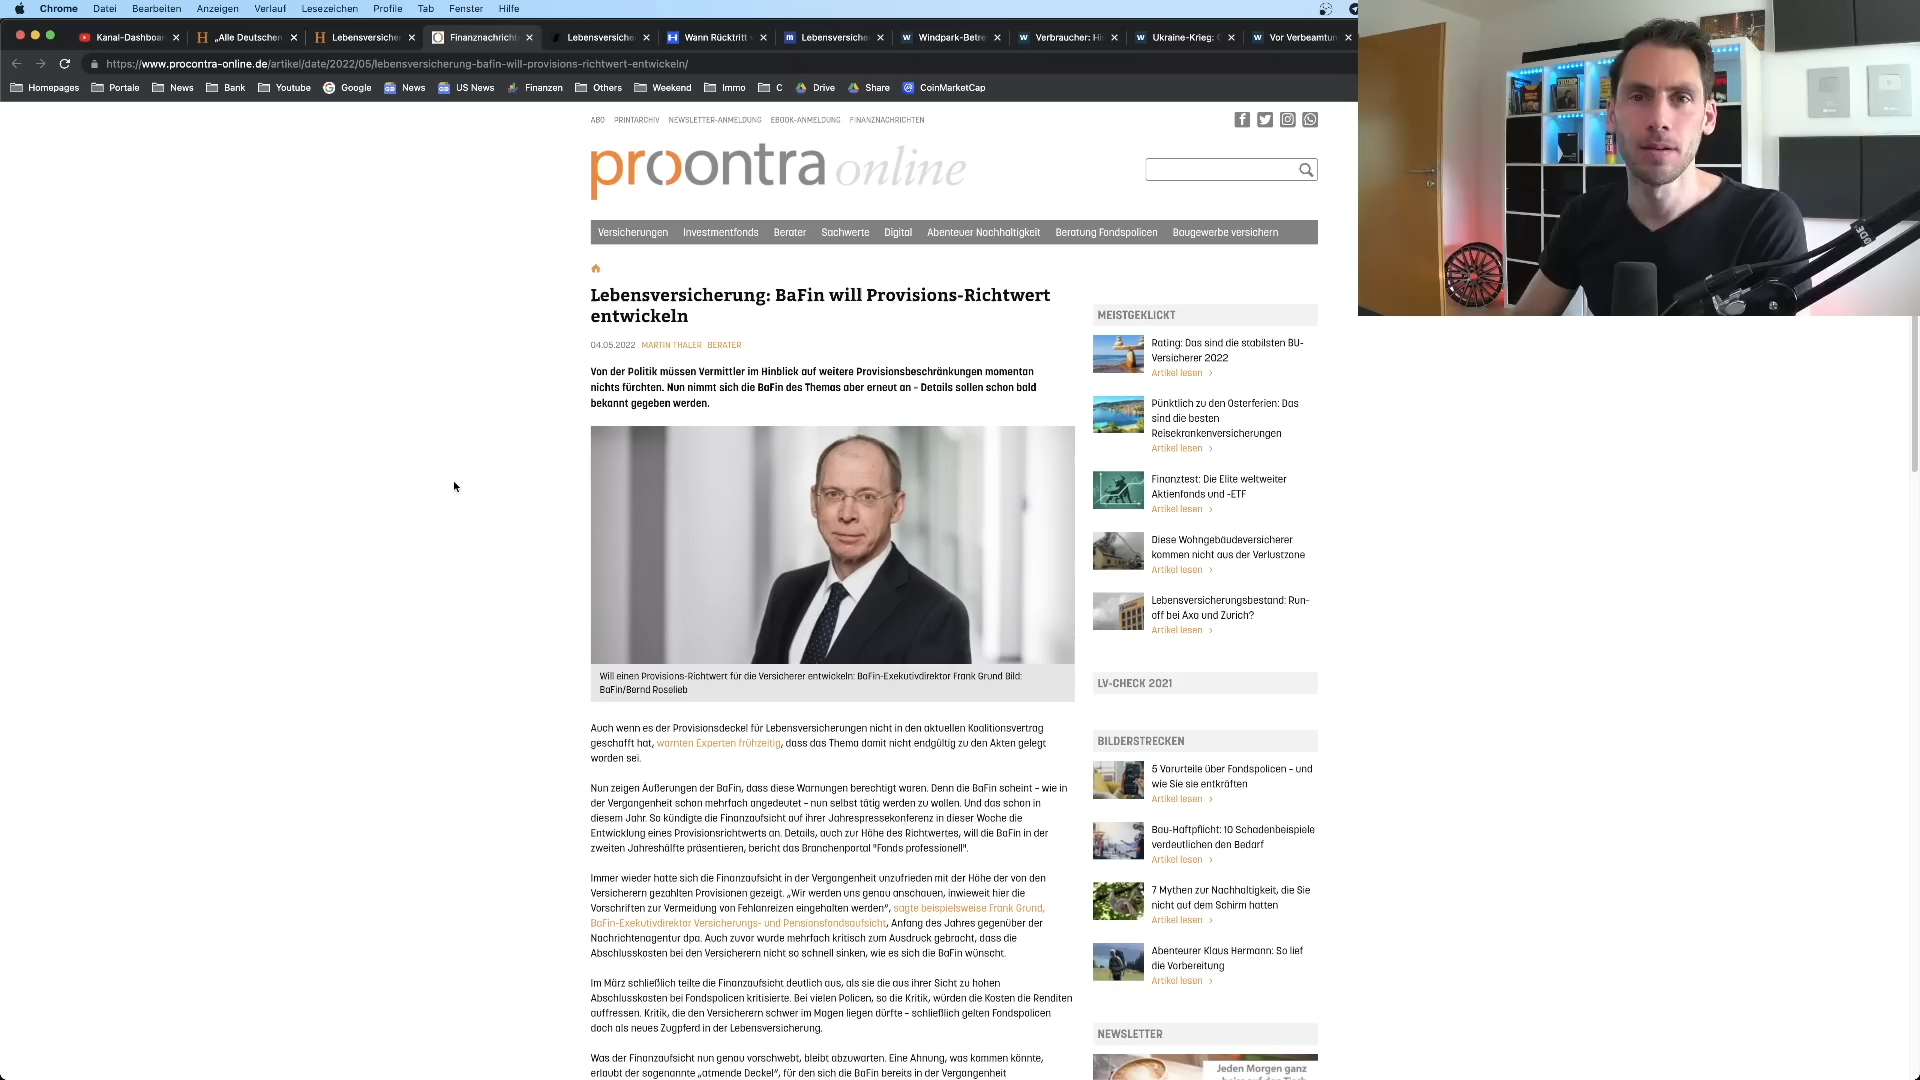 Chrome Datei Bearbeiten Anzeigen Verlauf Lesezeichen Profile Tab Fenster Hilfe
Kanal-Dashboa
„Alle Deutschen
Lebensversiche
Finanznachricht
Lebensversiche
Wann Rücktritt
Lebensversiche
Windpark-Betre
Verbraucher: Hi
Ukraine-Krieg: 
Vor Verbeamtun
https://www.procontra-online.de/artikel/date/2022/05/lebensversicherung-bafin-will-provisions-richtwert-entwickeln/
Homepages Portale News Bank Youtube Google News US News Finanzen Others Weekend Immo C Drive Share CoinMarketCap
ABO PRINTARCHIV NEWSLETTER-ANMELDUNG EBOOK-ANMELDUNG FINANZNACHRICHTEN
procontra online
Versicherungen Investmentfonds Berater Sachwerte Digital Abenteuer Nachhaltigkeit Beratung Fondspolicen Baugewerbe versichern
Lebensversicherung: BaFin will Provisions-Richtwert
entwickeln
04.05.2022 MARTIN THALER BERATER
Von der Politik müssen Vermittler im Hinblick auf weitere Provisionsbeschränkungen momentan
nichts fürchten. Nun nimmt sich die BaFin des Themas aber erneut an – Details sollen schon bald
bekannt gegeben werden.
Will einen Provisions-Richtwert für die Versicherer entwickeln: BaFin-Exekutivdirektor Frank Grund Bild:
BaFin/Bernd Roselieb
Auch wenn es der Provisionsdeckel für Lebensversicherungen nicht in den aktuellen Koalitionsvertrag
geschafft hat, warnten Experten frühzeitig, dass das Thema damit nicht endgültig zu den Akten gelegt
worden sei.
Nun zeigen Äußerungen der BaFin, dass diese Warnungen berechtigt waren. Denn die BaFin scheint – wie in
der Vergangenheit schon mehrfach angedeutet – nun selbst tätig werden zu wollen. Und das schon in
diesem Jahr. So kündigte die Finanzaufsicht auf ihrer Jahrespressekonferenz in dieser Woche die
Entwicklung eines Provisionsrichtwerts an. Details, auch zur Höhe des Richtwertes, will die BaFin in der
zweiten Jahreshälfte präsentieren, bericht das Branchenportal "Fonds professionell".
Immer wieder hatte sich die Finanzaufsicht in der Vergangenheit unzufrieden mit der Höhe der von den
Versicherern gezahlten Provisionen gezeigt. „Wir werden uns genau anschauen, inwieweit hier die
Vorschriften zur Vermeidung von Fehlanreizen eingehalten werden“, sagte beispielsweise Frank Grund,
BaFin-Exekutivdirektor Versicherungs- und Pensionsfondsaufsicht, Anfang des Jahres gegenüber der
Nachrichtenagentur dpa. Auch zuvor wurde mehrfach kritisch zum Ausdruck gebracht, dass die
Abschlusskosten bei den Versicherern nicht so schnell sinken, wie es sich die BaFin wünscht.
Im März schließlich teilte die Finanzaufsicht deutlich aus, als sie die aus ihrer Sicht zu hohen
Abschlusskosten bei Fondspolicen kritisierte. Bei vielen Policen, so die Kritik, würden die Kosten die Renditen
auffressen. Kritik, die den Versicherern schwer im Magen liegen dürfte – schließlich gelten Fondspolicen
doch als neues Zugpferd in der Lebensversicherung.
Was der Finanzaufsicht nun genau vorschwebt, bleibt abzuwarten. Eine Ahnung, was kommen könnte,
erlaubt der sogenannte „atmende Deckel“, für den sich die BaFin bereits in der Vergangenheit
MEISTGEKLICKT
Rating: Das sind die stabilsten BU-
Versicherer 2022
Artikel lesen
Pünktlich zu den Osterferien: Das
sind die besten
Reisekrankenversicherungen
Artikel lesen
Finanztest: Die Elite weltweiter
Aktienfonds und -ETF
Artikel lesen
Diese Wohngebäudeversicherer
kommen nicht aus der Verlustzone
Artikel lesen
Lebensversicherungsbestand: Run-
off bei Axa und Zurich?
Artikel lesen
LV-CHECK 2021
BILDERSTRECKEN
5 Vorurteile über Fondspolicen – und
wie Sie sie entkräften
Artikel lesen
Bau-Haftpflicht: 10 Schadenbeispiele
verdeutlichen den Bedarf
Artikel lesen
7 Mythen zur Nachhaltigkeit, die Sie
nicht auf dem Schirm hatten
Artikel lesen
Abenteurer Klaus Hermann: So lief
die Vorbereitung
Artikel lesen
NEWSLETTER
Jeden Morgen ganz